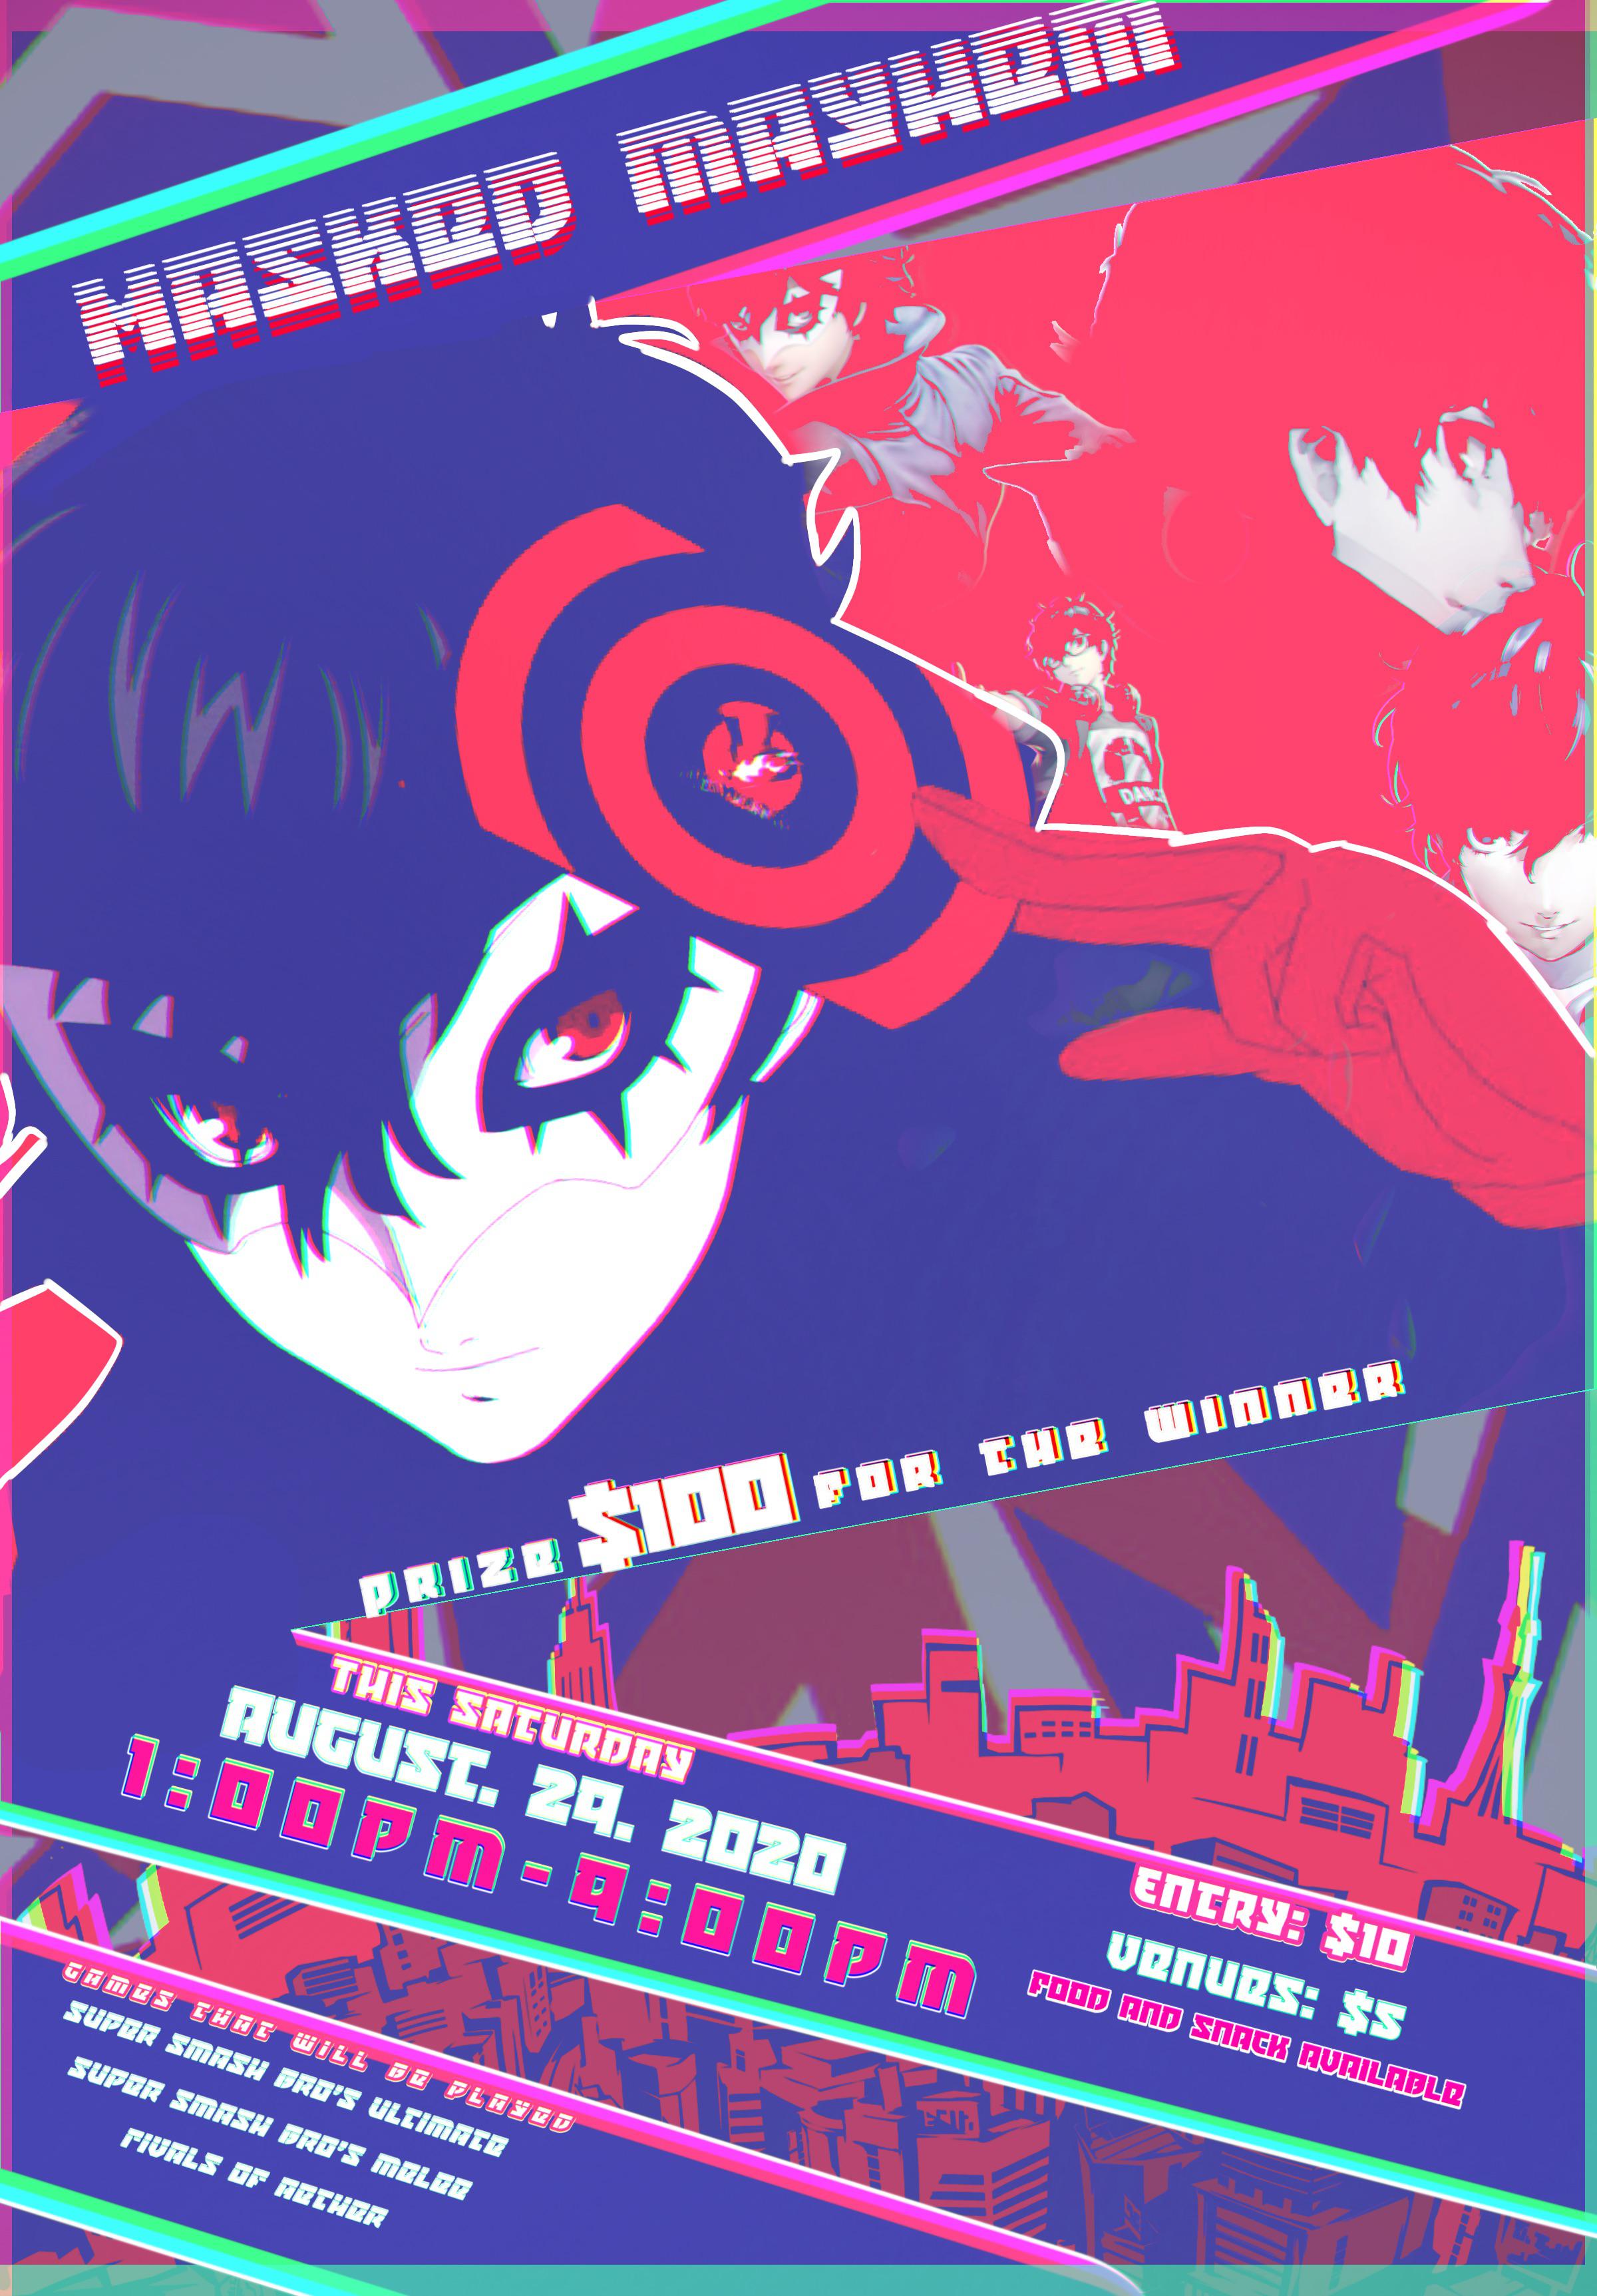 MASKED MAYHEM
DANC
PRIZE $100 FOR THE WINNER
THIS SATURDAY
AUGUST. 29. 2020
1:00PM-9:00PM
ENTRY: $10
VENUES: $5
FOOD AND SNACK AVAILABLE
GAMES THAT WILL BE PLAYED
SUPER SMASH BRO'S ULTIMATE
SUPER SMASH BRO'S MELEE
RIVALS OF AETHER